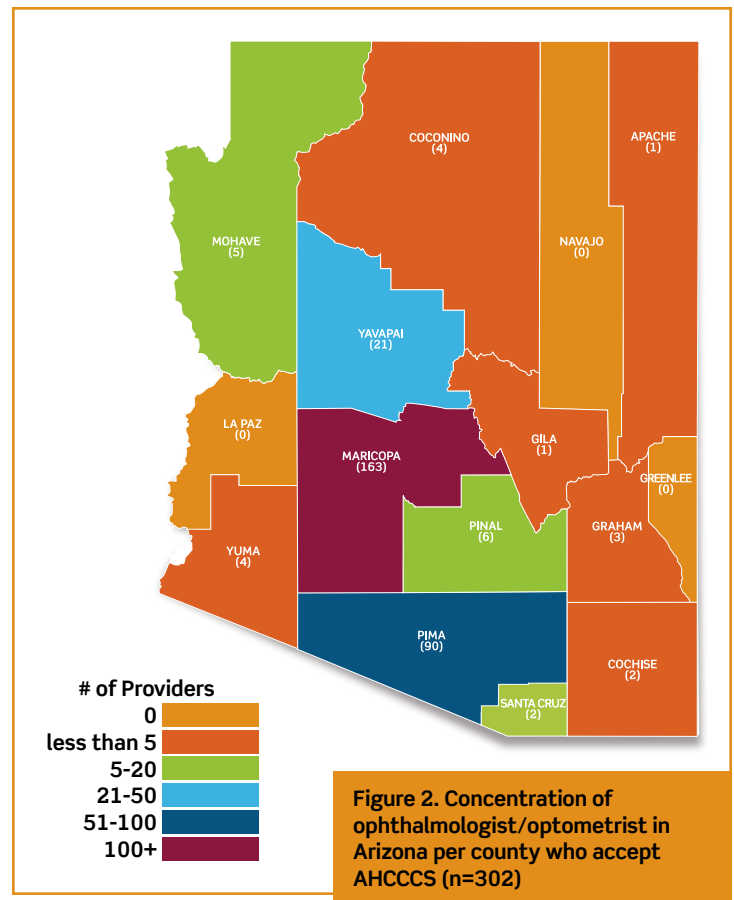 COCONINO
(4)
APACHE
(1)
MOHAVE
(5)
NAVAJO
(0)
YAVAPAI
(21)
LA PAZ
(0)
MARICOPA
(163)
GILA
(1)
GREENLEE
(0)
PINAL
(6)
GRAHAM
(3)
YUMA
(4)
PIMA
(90)
COCHISE
(2)
SANTA CRUZ
(2)
# of Providers
0
less than 5
5-20
21-50
51-100
100+
Figure 2. Concentration of
ophthalmologist/optometrist in
Arizona per county who accept
AHCCCS (n=302)